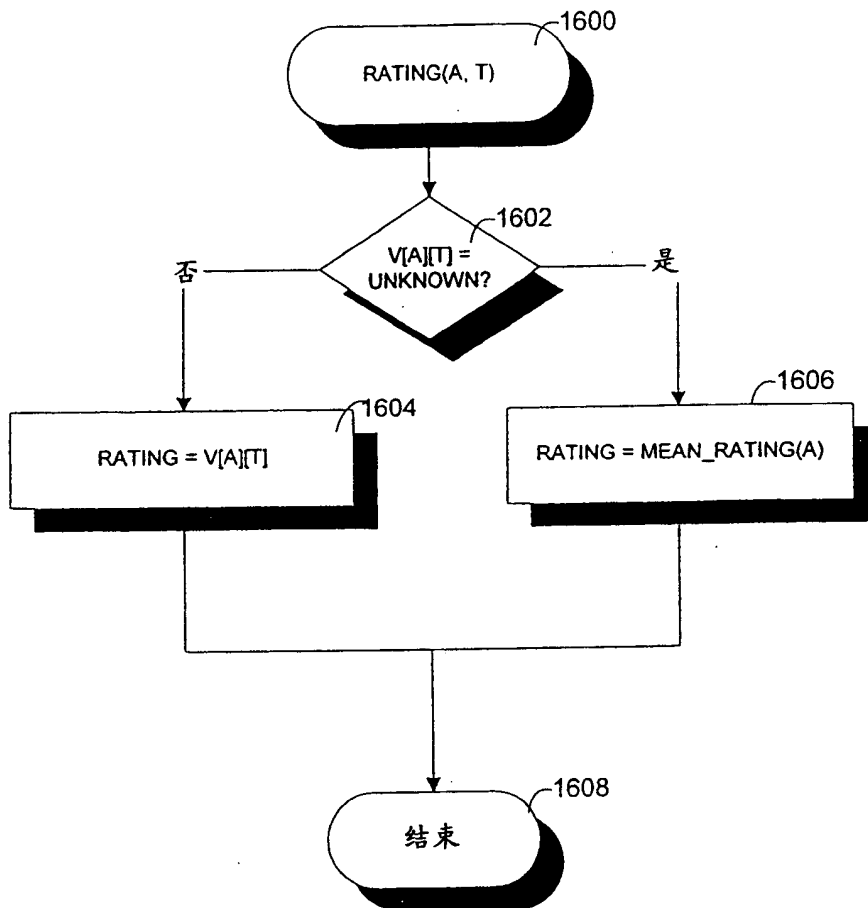 1600
RATING(A, T)
1602
V[A][T] =
UNKNOWN?
否
是
1604
RATING = V[A][T]
1606
RATING = MEAN_RATING(A)
1608
结束